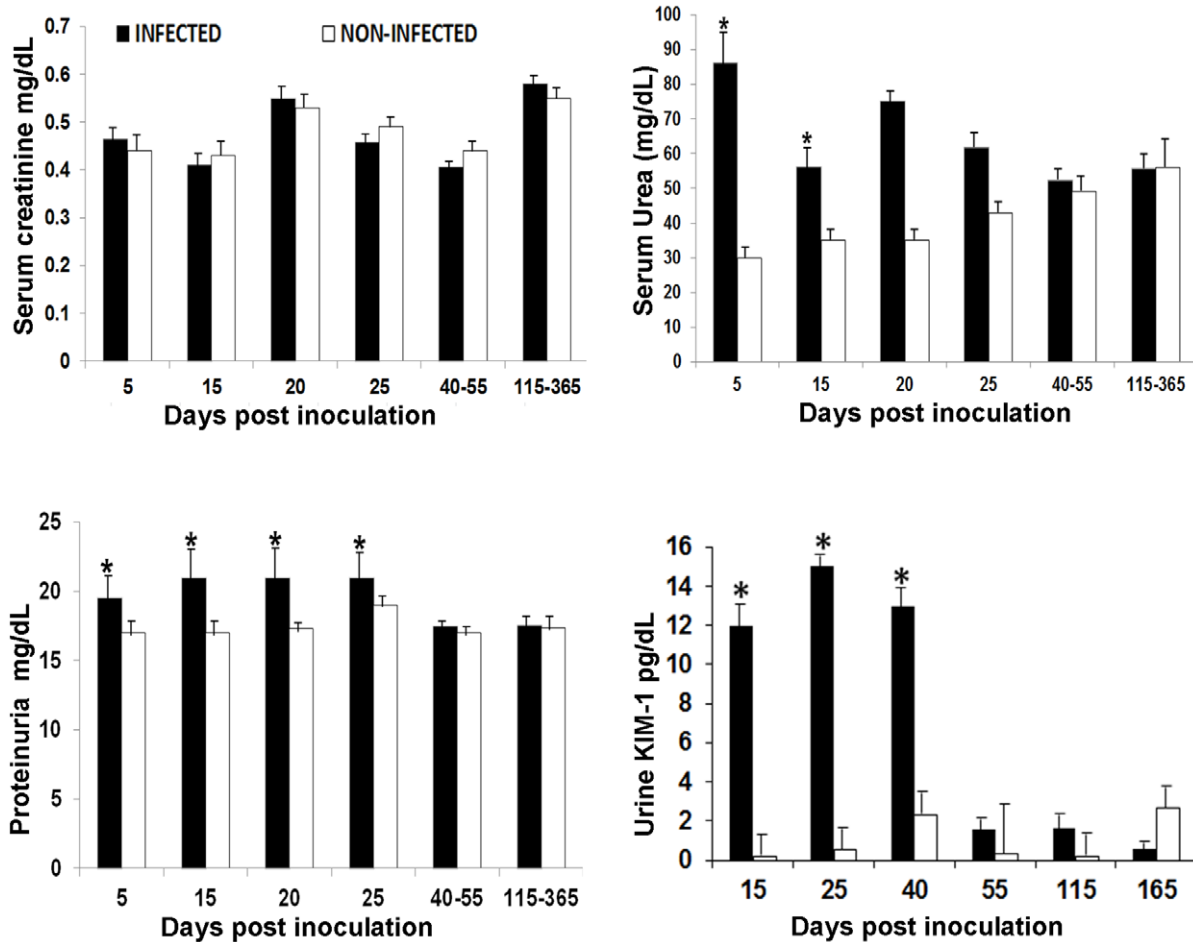 INFECTED NON-INFECTED
Serum creatinine mg/dL
0.7
0.6
0.5
0.4
0.3
0.2
0.1
0
5 15 20 25 40-55 115-365
Days post inoculation
Serum Urea (mg/dL)
100
90
80
70
60
50
40
30
20
10
0
* *
5 15 20 25 40-55 115-365
Days post inoculation
Proteinuria mg/dL
25
20
15
10
5
0
* * * *
5 15 20 25 40-55 115-365
Days post inoculation
Urine KIM-1 pg/dL
16
14
12
10
8
6
4
2
0
* * *
15 25 40 55 115 165
Days post inoculation